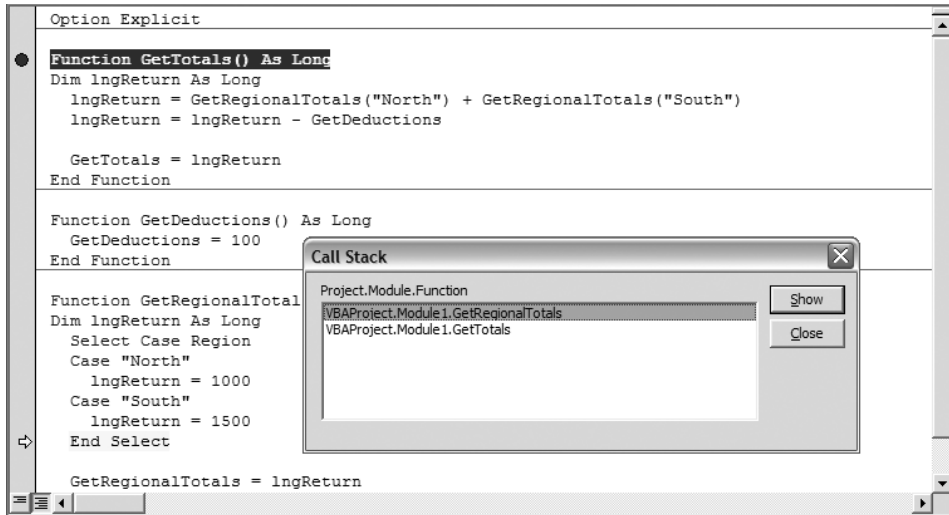 Option Explicit
Function GetTotals() As Long
Dim lngReturn As Long
lngReturn = GetRegionalTotals("North") + GetRegionalTotals("South")
lngReturn = lngReturn - GetDeductions
GetTotals = lngReturn
End Function
Function GetDeductions() As Long
GetDeductions = 100
End Function
Call Stack
Project.Module.Function
VBAProject.Module1.GetRegionalTotals
VBAProject.Module1.GetTotals
Show
Close
Function GetRegionalTotal
Dim lngReturn As Long
Select Case Region
Case "North"
lngReturn = 1000
Case "South"
lngReturn = 1500
End Select
GetRegionalTotals = lngReturn